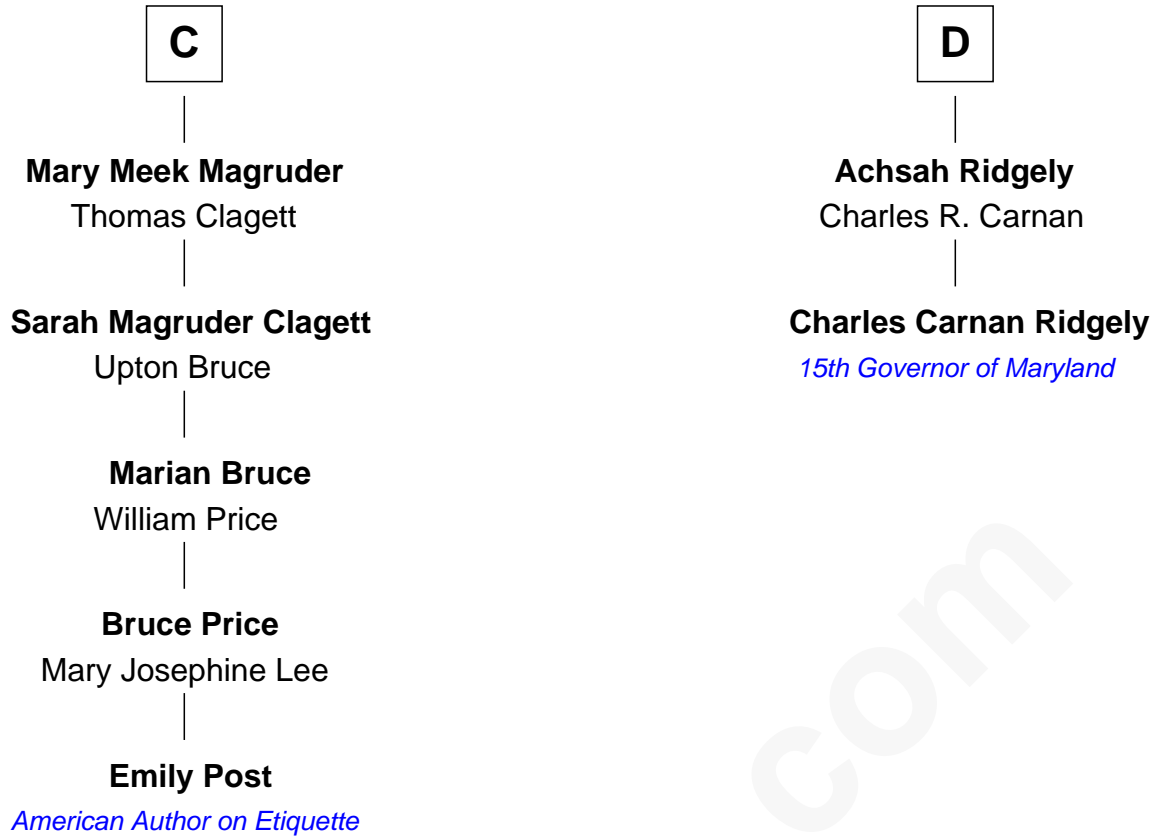 C
Mary Meek Magruder
Thomas Clagett
Sarah Magruder Clagett
Upton Bruce
Marian Bruce
William Price
Bruce Price
Mary Josephine Lee
Emily Post
American Author on Etiquette
D
Achsah Ridgely
Charles R. Carnan
Charles Carnan Ridgely
15th Governor of Maryland
com